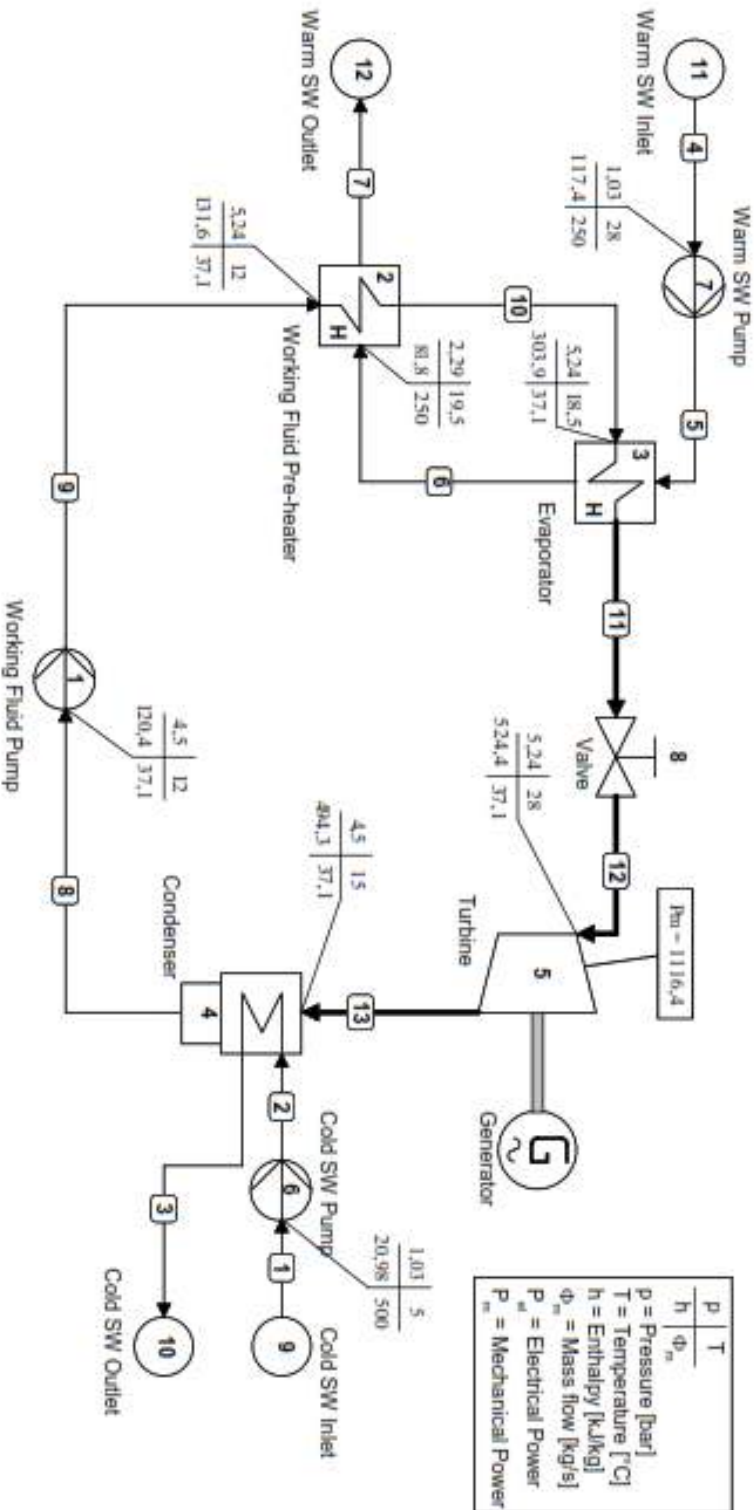 11
Warm SW Inlet
4
1,03 | 28
117,4 | 250
Warm SW Pump
7
5
12
Warm SW Outlet
7
5,24 | 12
131,6 | 37,1
2
H
Working Fluid Pre-heater
10
2,29 | 19,5
81,8 | 250
5,24 | 18,5
303,9 | 37,1
3
H
Evaporator
6
11
8
Valve
12
5,24 | 28
524,4 | 37,1
Pm = 1116,4
Turbine
5
G
~
Generator
13
4,5 | 15
494,3 | 37,1
Condenser
4
2
Cold SW Pump
6
1,03 | 5
20,98 | 500
1
9
Cold SW Inlet
3
10
Cold SW Outlet
8
4,5 | 12
120,4 | 37,1
1
Working Fluid Pump
9
p | T
h | Φm
p = Pressure [bar]
T = Temperature [°C]
h = Enthalpy [kJ/kg]
Φm = Mass flow [kg/s]
Pel = Electrical Power
Pm = Mechanical Power